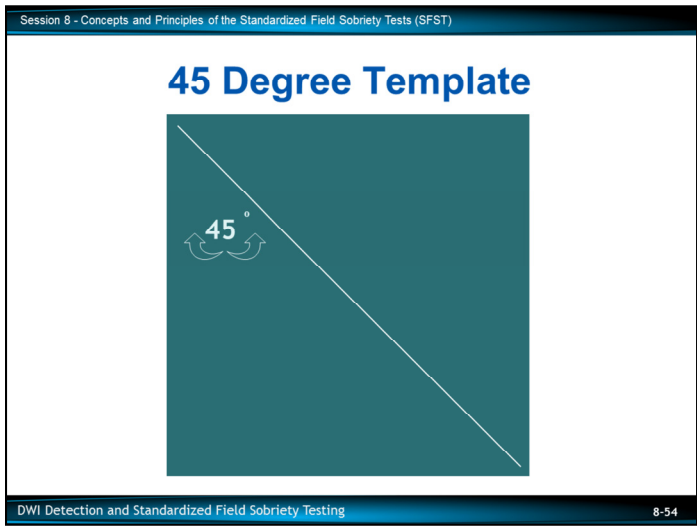 Session 8 - Concepts and Principles of the Standardized Field Sobriety Tests (SFST)
45 Degree Template
45 °
DWI Detection and Standardized Field Sobriety Testing 8-54